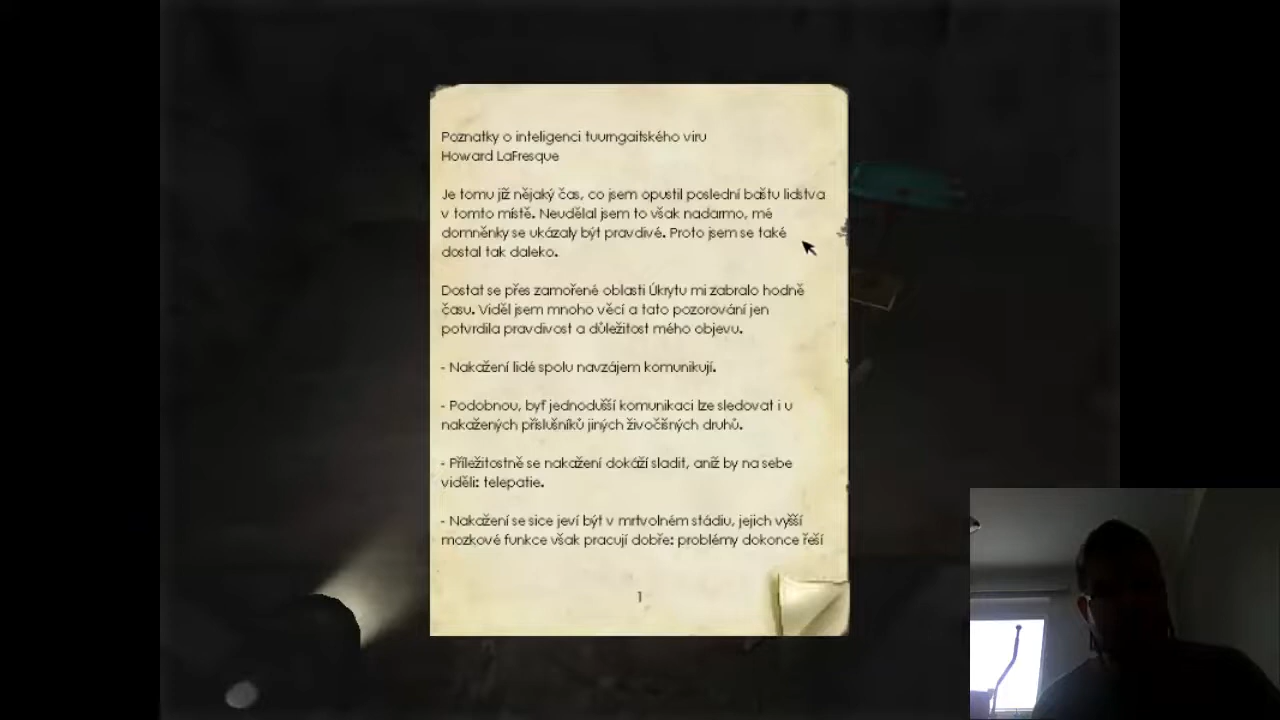 Poznatky o inteligenci tuurngaitského viru
Howard LaFresque
Je tomu již nějaký čas, co jsem opustil poslední baštu lidstva
v tomto místě. Neudělal jsem to však nadarmo, mé
domněnky se ukázaly být pravdivé. Proto jsem se také
dostal tak daleko.
Dostat se přes zamořené oblasti Úkrytu mi zabralo hodně
času. Viděl jsem mnoho věcí a tato pozorování jen
potvrdila pravdivost a důležitost mého objevu.
- Nakažení lidé spolu navzájem komunikují.
- Podobnou, byť jednodušší komunikaci lze sledovat i u
nakažených příslušníků jiných živočišných druhů.
- Příležitostně se nakažení dokáží sladit, aniž by na sebe
viděli: telepatie.
- Nakažení se sice jeví být v mrtvolném stádiu, jejich vyšší
mozkové funkce však pracují dobře: problémy dokonce řeší
1